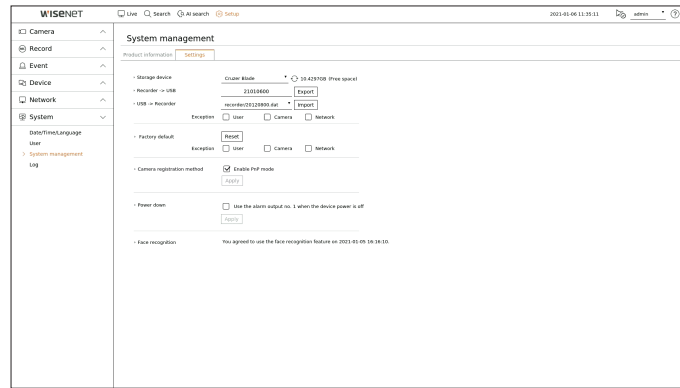 WISENET
Live Search AI search Setup 2021-01-06 11:35:11 admin ?
Camera
Record
Event
Device
Network
System
Date/Time/Language
User
> System management
Log
System management
Product information Settings
Storage device Cruzer Blade 10.4297GB (Free space)
Recorder -> USB 21010600 Export
USB -> Recorder recorder/20120800.dat Import
Exception User Camera Network
Factory default Reset
Exception User Camera Network
Camera registration method Enable PnP mode
Apply
Power down Use the alarm output no. 1 when the device power is off
Apply
Face recognition You agreed to use the face recognition feature on 2021-01-05 16:16:10.